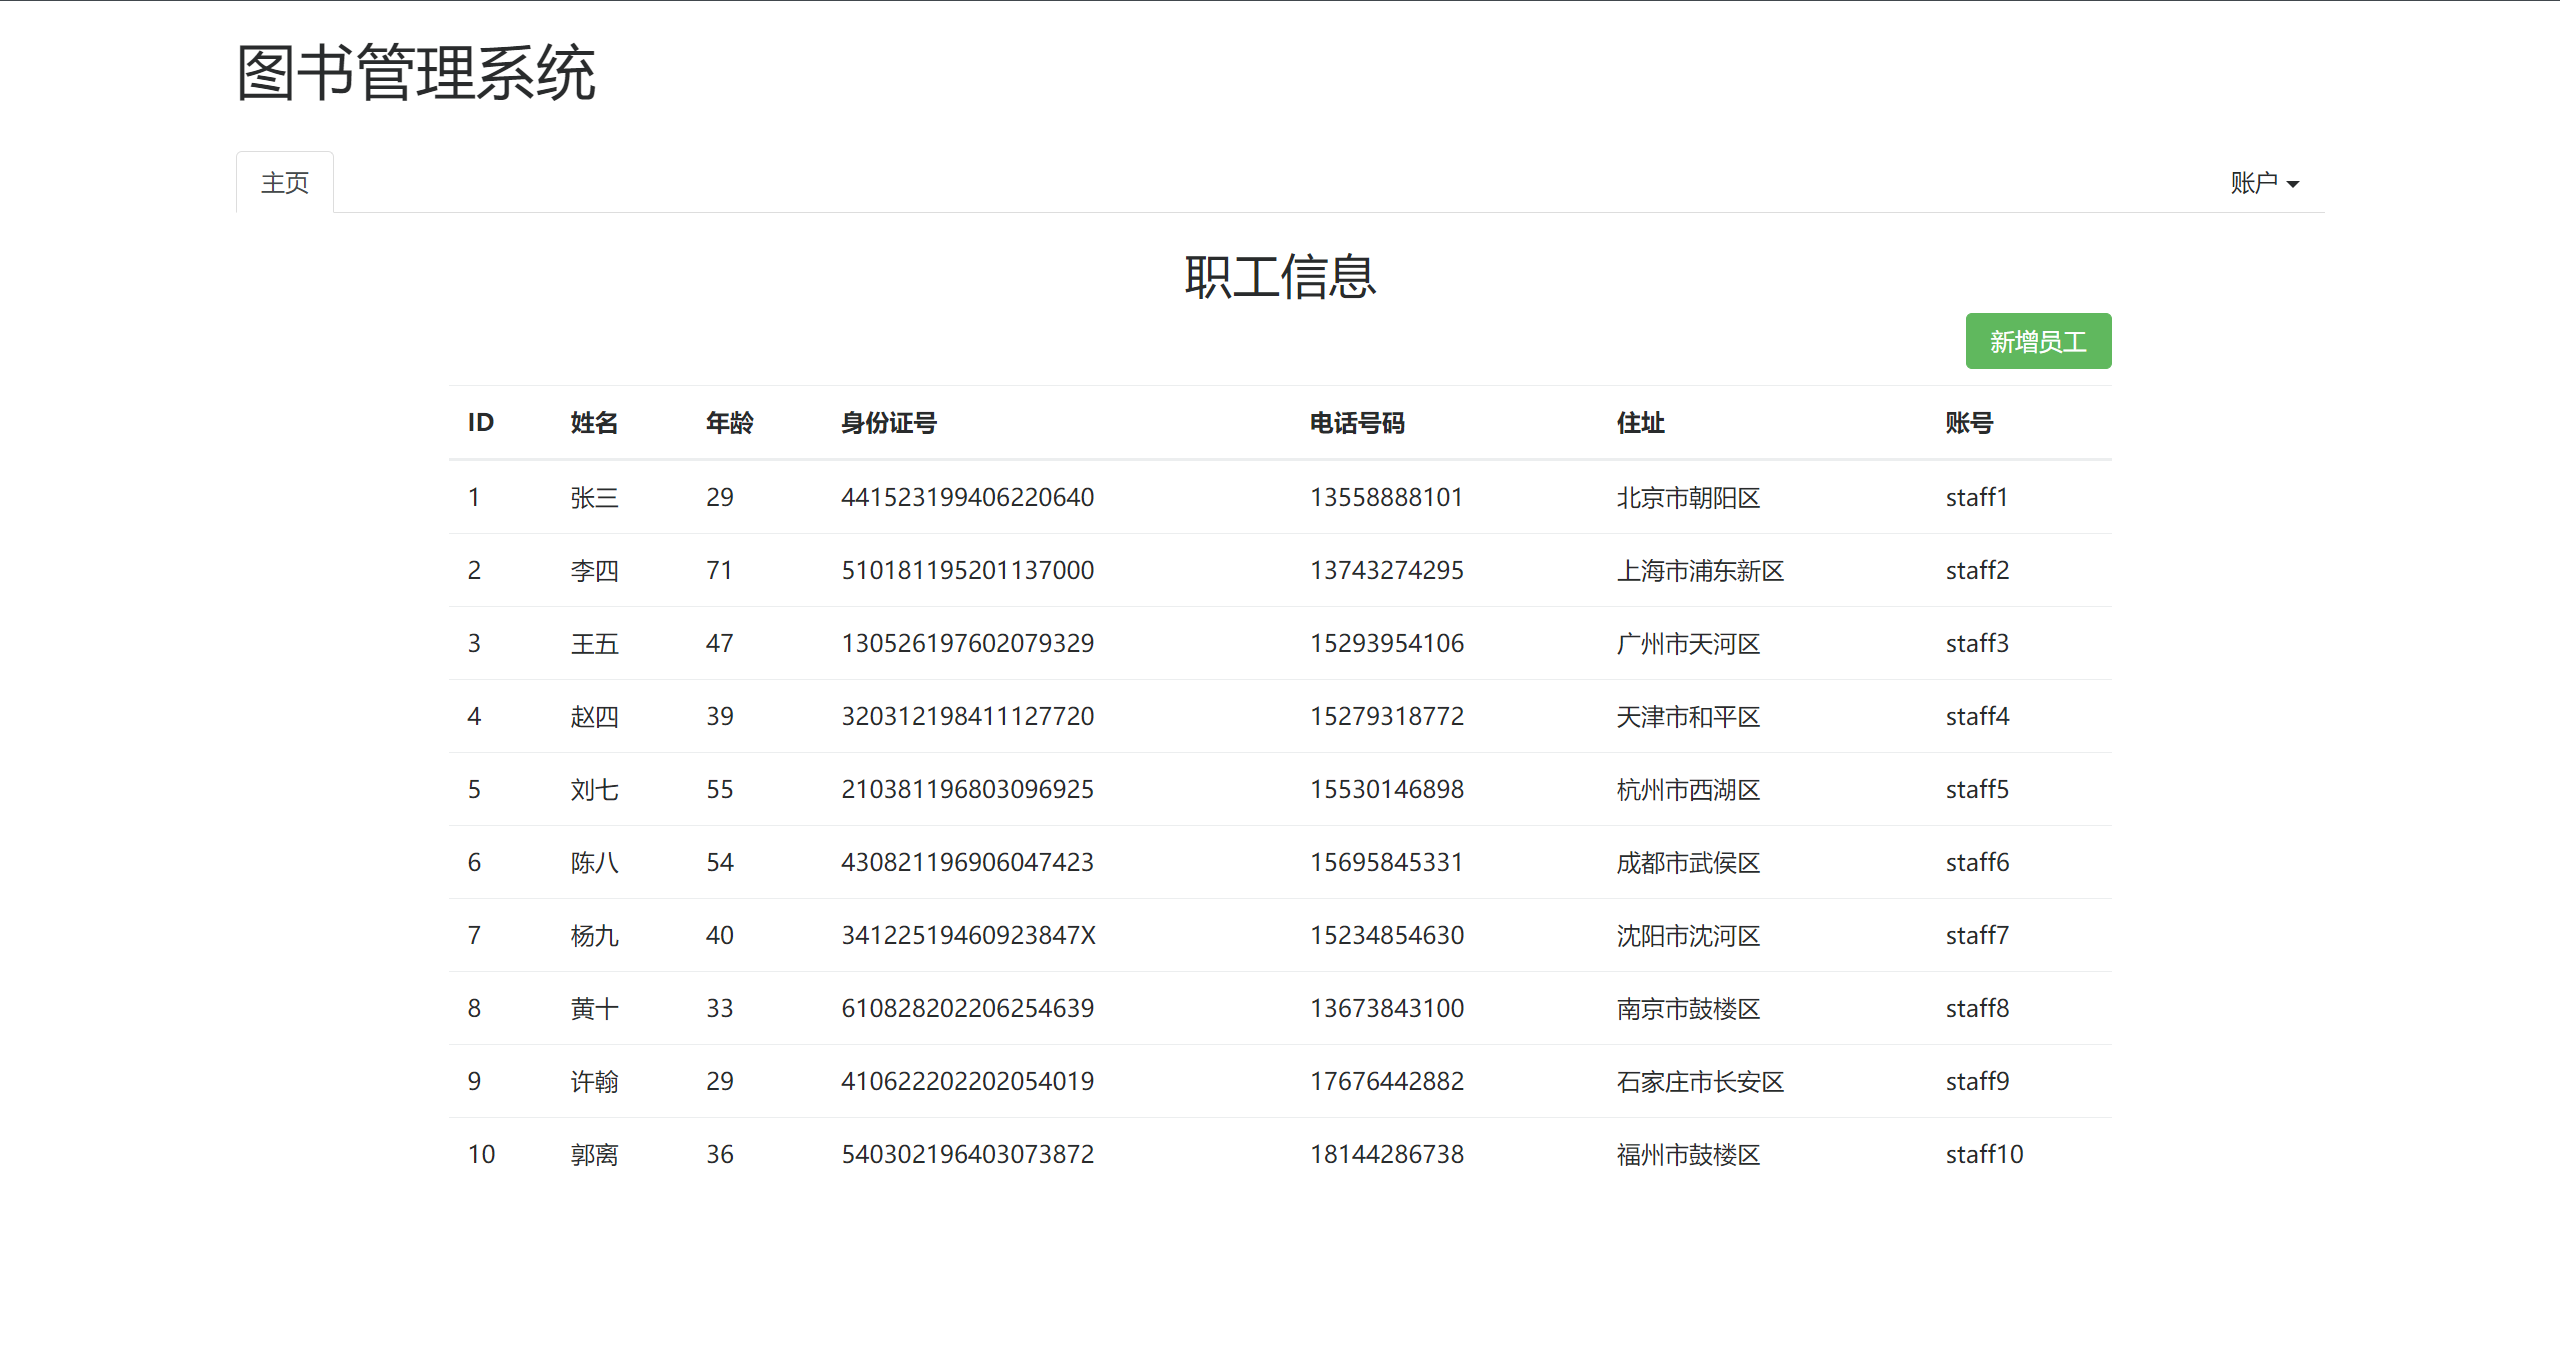 图书管理系统
主页 账户
职工信息
新增员工
ID 姓名 年龄 身份证号 电话号码 住址 账号
1 张三 29 441523199406220640 13558888101 北京市朝阳区 staff1
2 李四 71 510181195201137000 13743274295 上海市浦东新区 staff2
3 王五 47 130526197602079329 15293954106 广州市天河区 staff3
4 赵四 39 320312198411127720 15279318772 天津市和平区 staff4
5 刘七 55 210381196803096925 15530146898 杭州市西湖区 staff5
6 陈八 54 430821196906047423 15695845331 成都市武侯区 staff6
7 杨九 40 34122519460923847X 15234854630 沈阳市沈河区 staff7
8 黄十 33 610828202206254639 13673843100 南京市鼓楼区 staff8
9 许翰 29 410622202202054019 17676442882 石家庄市长安区 staff9
10 郭离 36 540302196403073872 18144286738 福州市鼓楼区 staff10